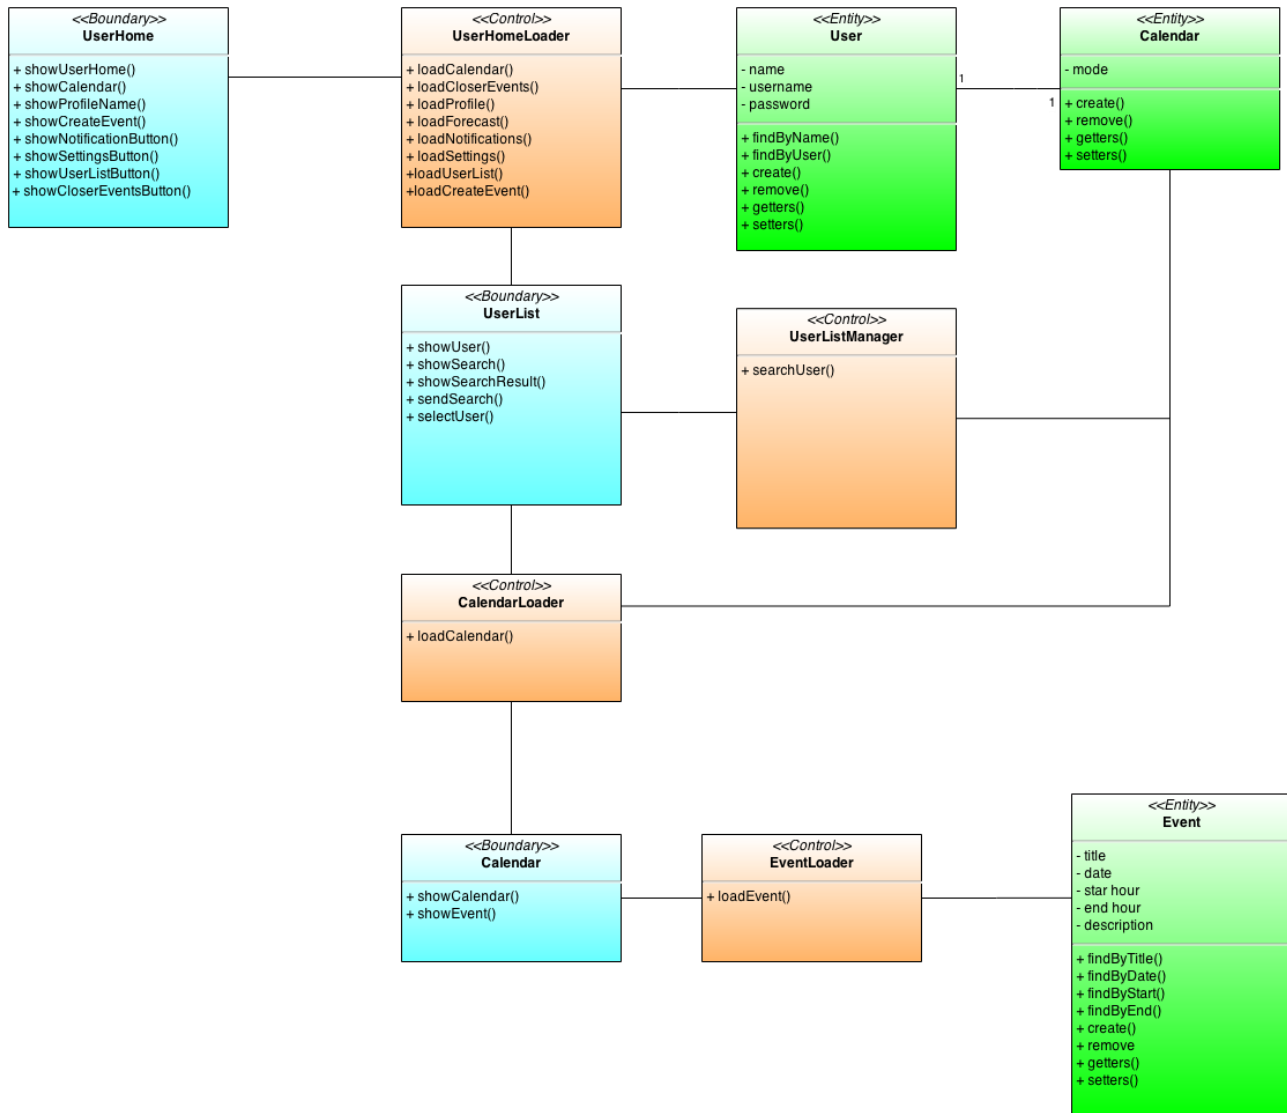 <<Boundary>>
UserHome
+ showUserHome()
+ showCalendar()
+ showProfileName()
+ showCreateEvent()
+ showNotificationButton()
+ showSettingsButton()
+ showUserListButton()
+ showCloserEventsButton()
<<Control>>
UserHomeLoader
+ loadCalendar()
+ loadCloserEvents()
+ loadProfile()
+ loadForecast()
+ loadNotifications()
+ loadSettings()
+loadUserList()
+loadCreateEvent()
<<Entity>>
User
- name
- username
- password
+ findByName()
+ findByUser()
+ create()
+ remove()
+ getters()
+ setters()
1
1
<<Entity>>
Calendar
- mode
+ create()
+ remove()
+ getters()
+ setters()
<<Boundary>>
UserList
+ showUser()
+ showSearch()
+ showSearchResult()
+ sendSearch()
+ selectUser()
<<Control>>
UserListManager
+ searchUser()
<<Control>>
CalendarLoader
+ loadCalendar()
<<Boundary>>
Calendar
+ showCalendar()
+ showEvent()
<<Control>>
EventLoader
+ loadEvent()
<<Entity>>
Event
- title
- date
- star hour
- end hour
- description
+ findByTitle()
+ findByDate()
+ findByStart()
+ findByEnd()
+ create()
+ remove
+ getters()
+ setters()